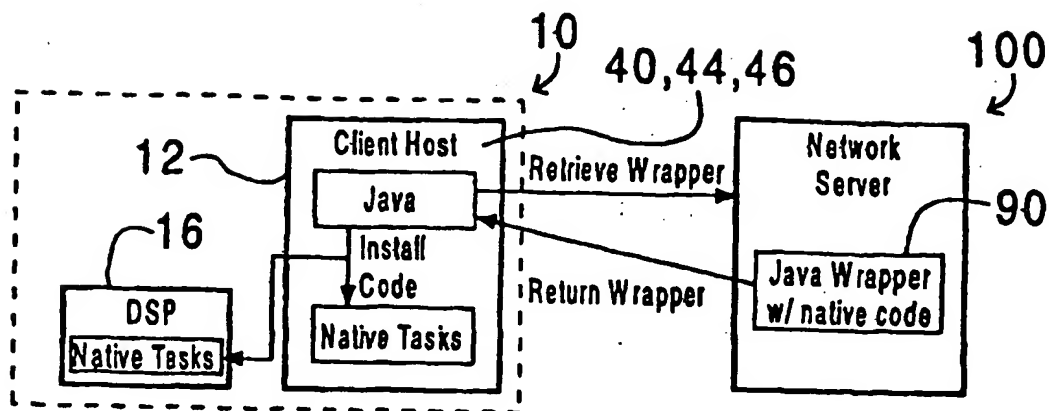 10
40,44,46
100
12
Client Host
Network
Server
Retrieve Wrapper
Java
90
16
Install
Code
Java Wrapper
w/ native code
Return Wrapper
DSP
Native Tasks
Native Tasks